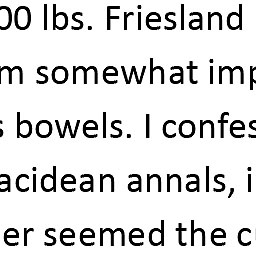 00 lbs. Friesland
m somewhat imp
s bowels. I confes
acidean annals, i
er seemed the c